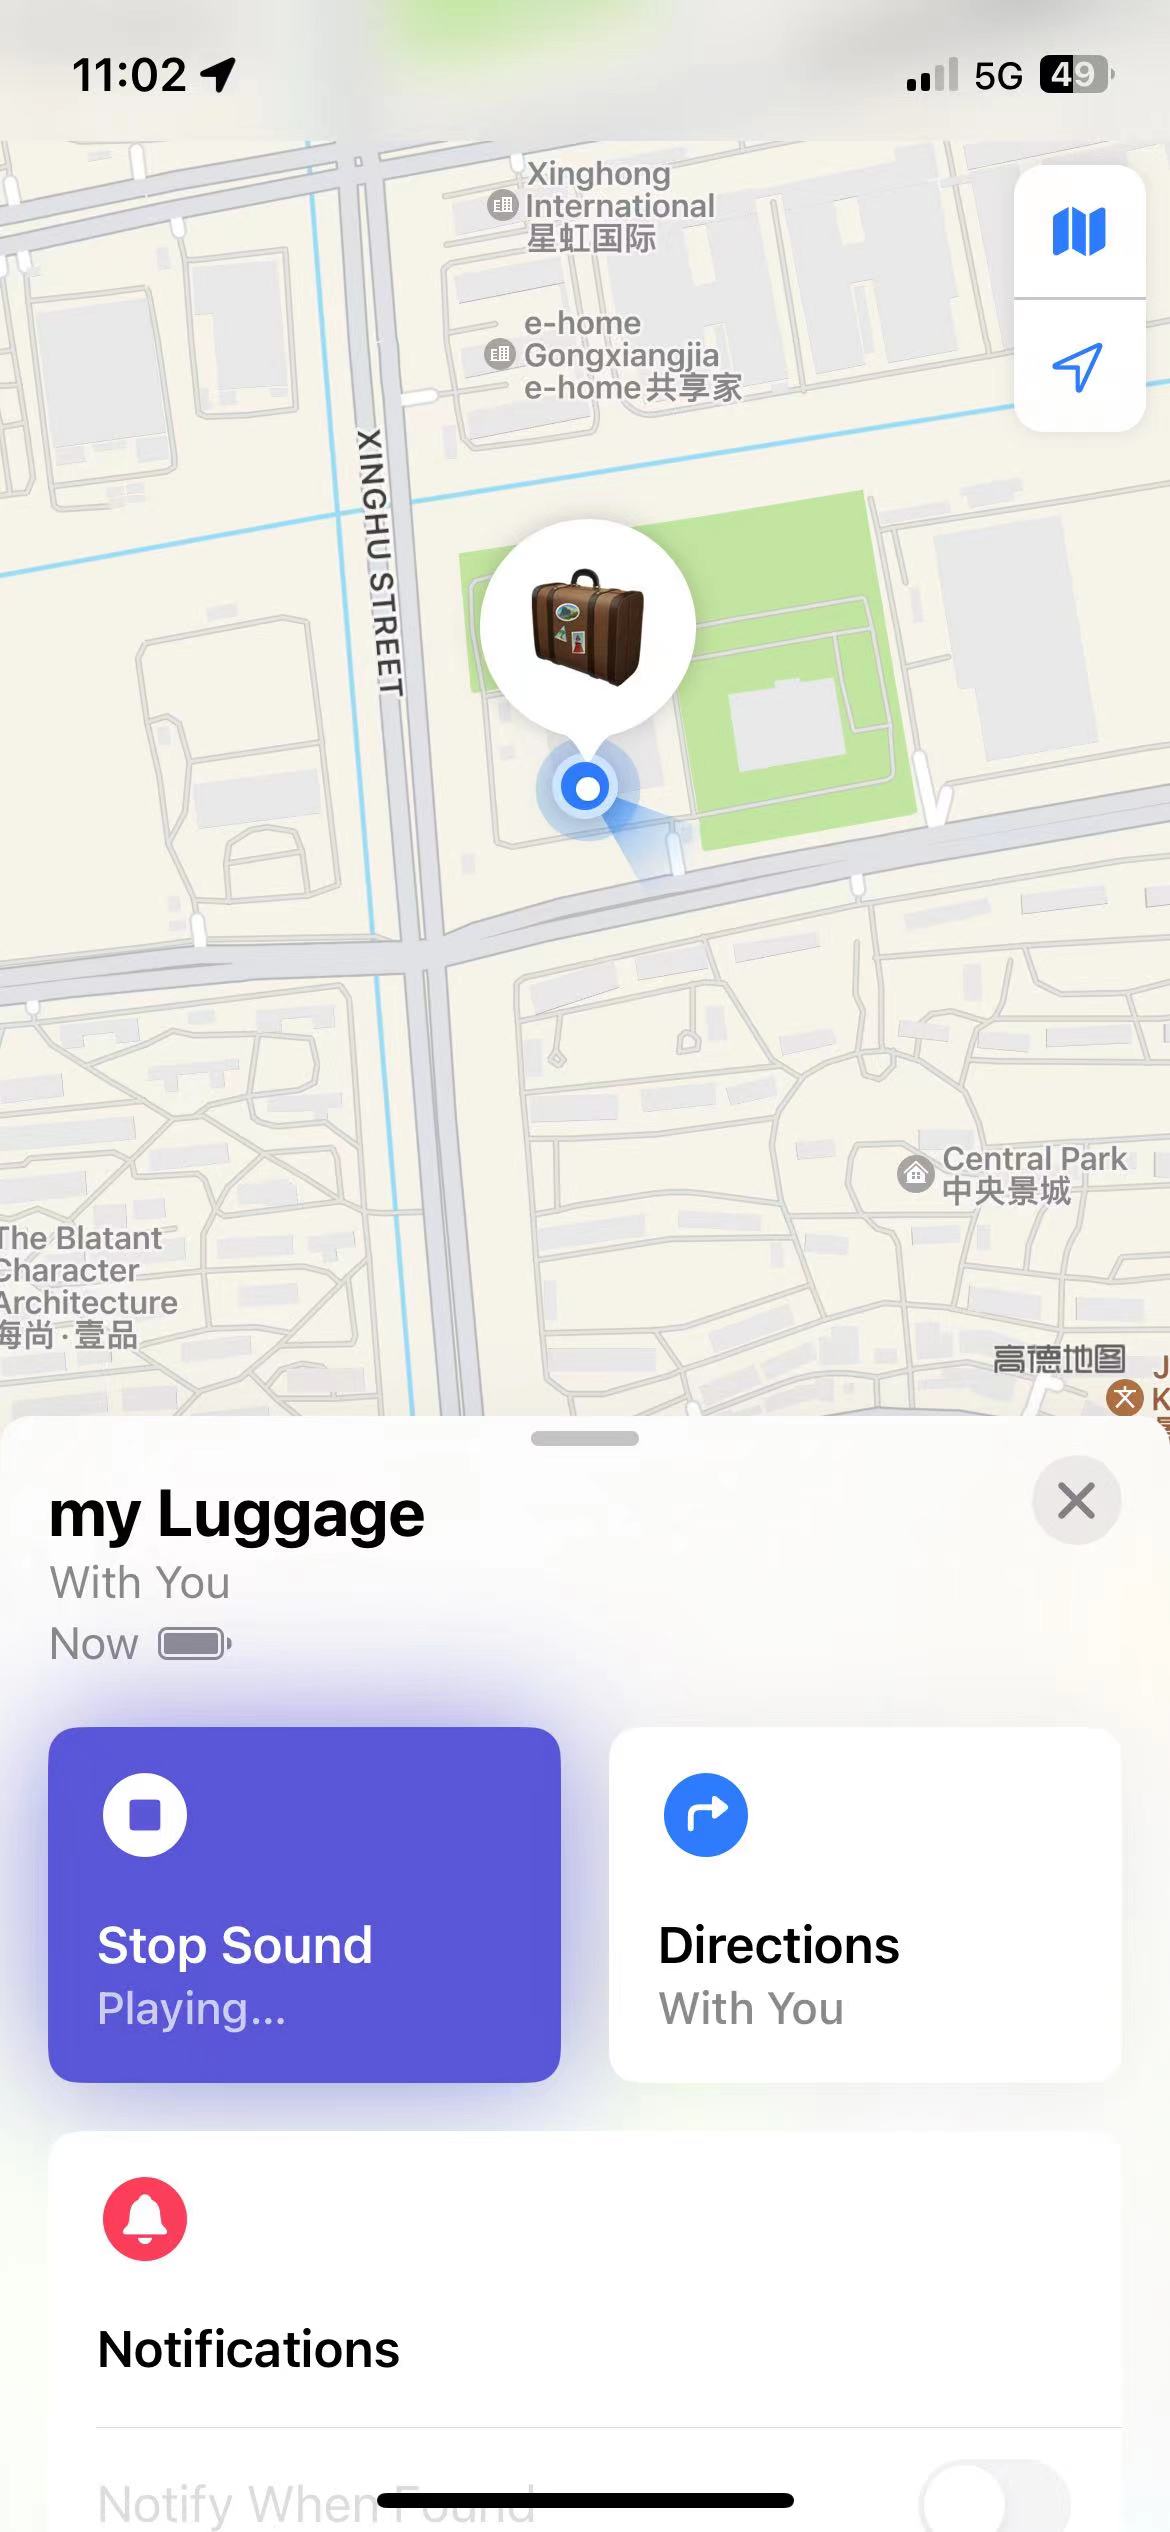 11:02
5G 49
Xinghong
International
星虹国际
e-home
Gongxiangjia
e-home共享家
XINGHU STREET
Central Park
中央景城
The Blatant
Character
Architecture
海尚·壹品
高德地图
J
K
my Luggage
With You
Now
Stop Sound
Playing...
Directions
With You
Notifications
Notify When Found